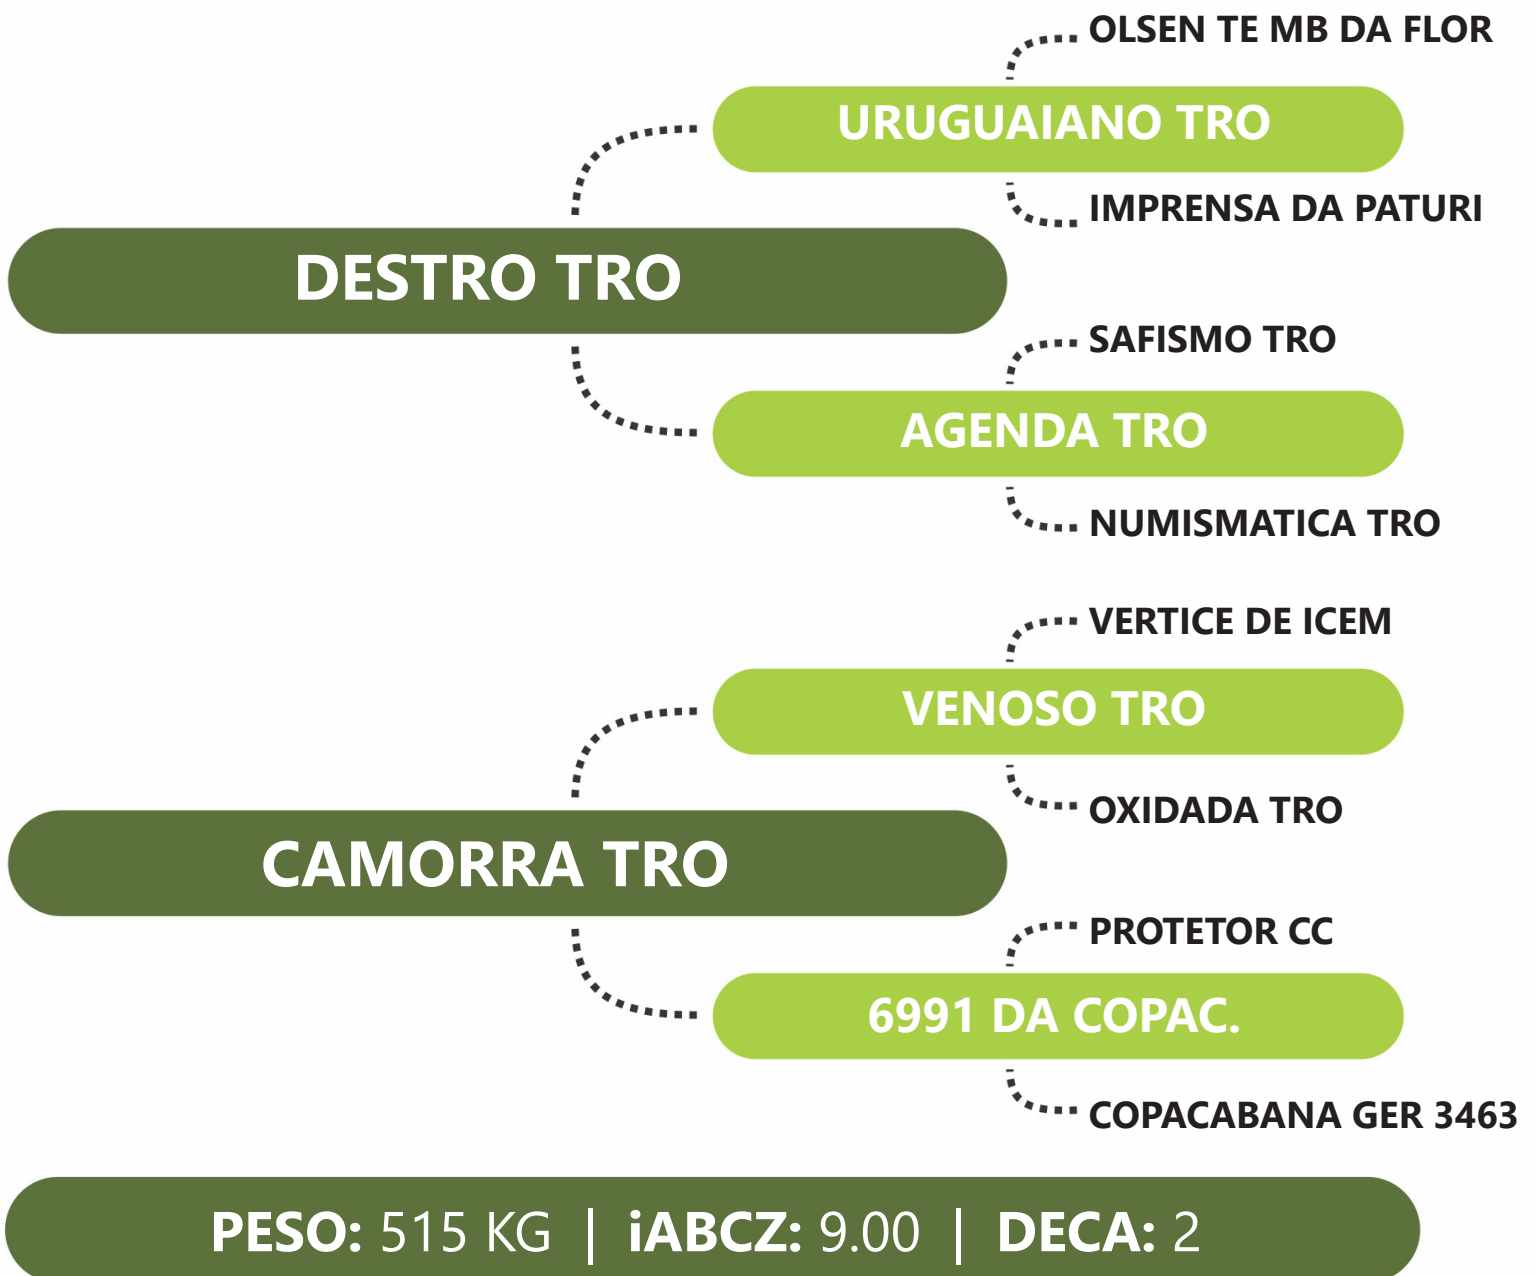 OLSEN TE MB DA FLOR
URUGUAIANO TRO
IMPRENSA DA PATURI
DESTRO TRO
SAFISMO TRO
AGENDA TRO
NUMISMATICA TRO
VERTICE DE ICEM
VENOSO TRO
OXIDADA TRO
CAMORRA TRO
PROTETOR CC
6991 DA COPAC.
COPACABANA GER 3463
PESO: 515 KG | iABCZ: 9.00 | DECA: 2